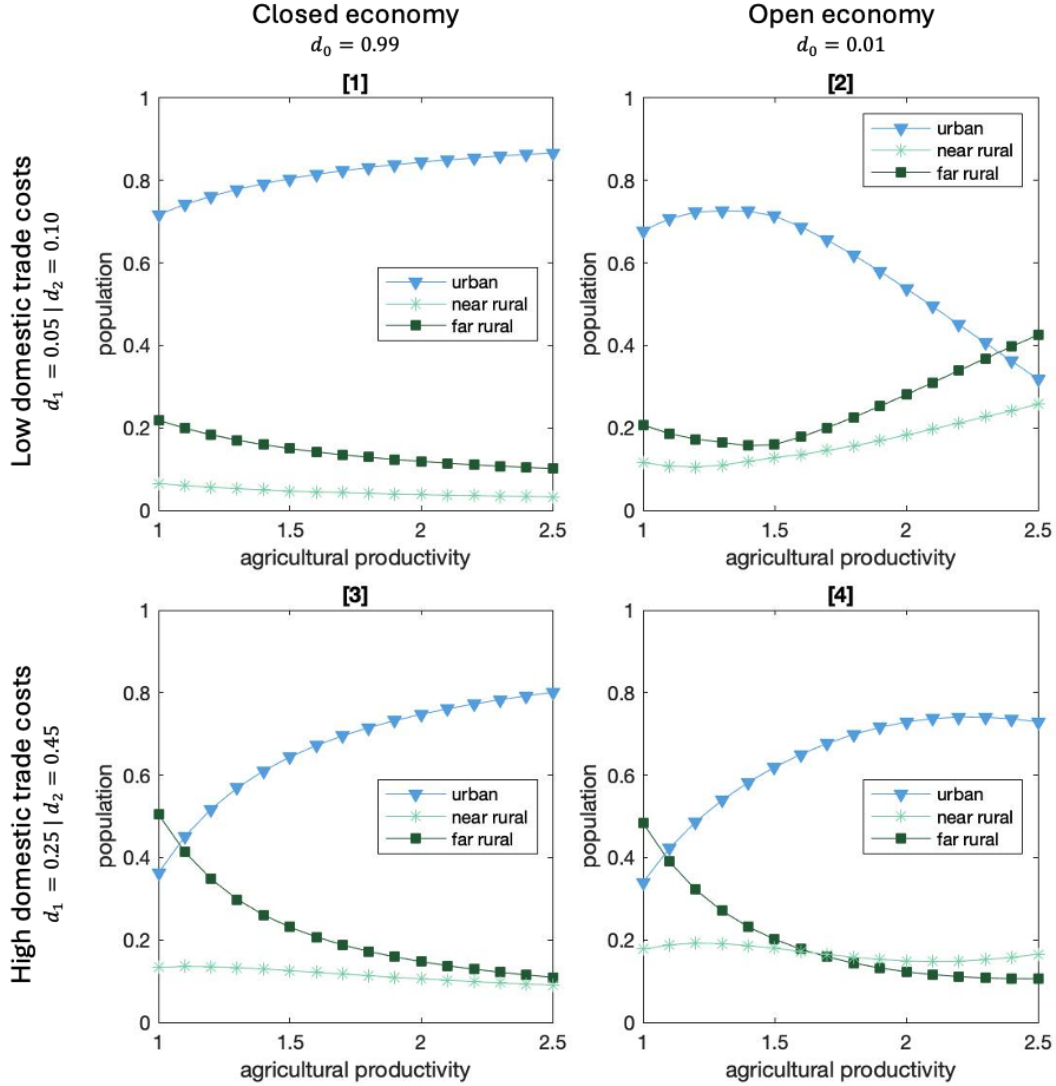 Closed economy
d₀ = 0.99
Open economy
d₀ = 0.01
Low domestic trade costs
d₁ = 0.05 | d₂ = 0.10
[1]
1
0.8
0.6
0.4
0.2
0
population
urban
near rural
far rural
1
1.5
2
2.5
agricultural productivity
[2]
1
0.8
0.6
0.4
0.2
0
population
urban
near rural
far rural
1
1.5
2
2.5
agricultural productivity
High domestic trade costs
d₁ = 0.25 | d₂ = 0.45
[3]
1
0.8
0.6
0.4
0.2
0
population
urban
near rural
far rural
1
1.5
2
2.5
agricultural productivity
[4]
1
0.8
0.6
0.4
0.2
0
population
urban
near rural
far rural
1
1.5
2
2.5
agricultural productivity